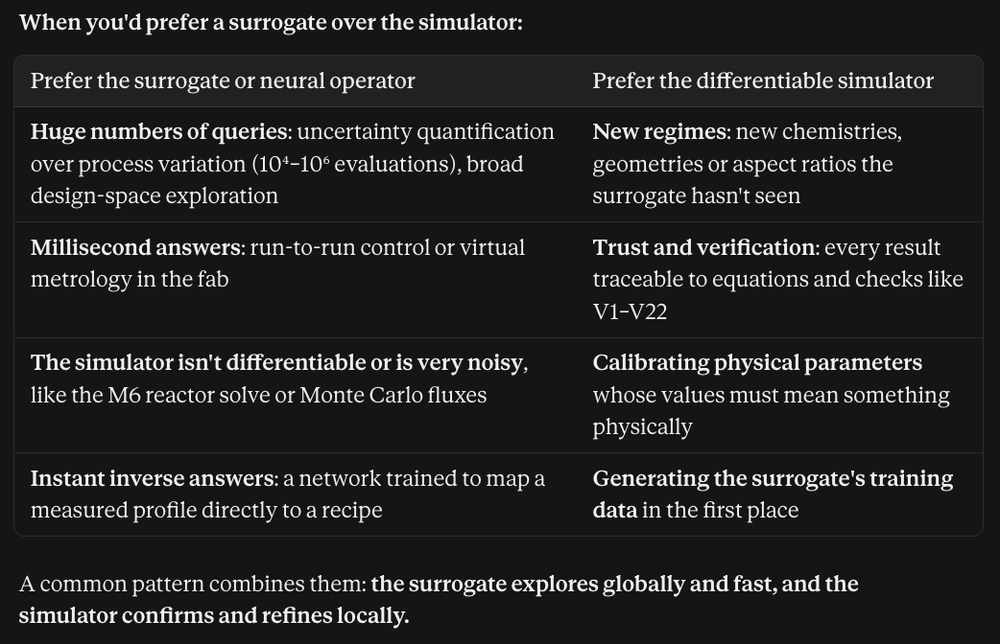 When you'd prefer a surrogate over the simulator:
Prefer the surrogate or neural operator
Prefer the differentiable simulator
Huge numbers of queries: uncertainty quantification
over process variation (10⁴–10⁶ evaluations), broad
design-space exploration
New regimes: new chemistries,
geometries or aspect ratios the
surrogate hasn't seen
Millisecond answers: run-to-run control or virtual
metrology in the fab
Trust and verification: every result
traceable to equations and checks like
V1–V22
The simulator isn't differentiable or is very noisy,
like the M6 reactor solve or Monte Carlo fluxes
Calibrating physical parameters
whose values must mean something
physically
Instant inverse answers: a network trained to map a
measured profile directly to a recipe
Generating the surrogate's training
data in the first place
A common pattern combines them: the surrogate explores globally and fast, and the
simulator confirms and refines locally.